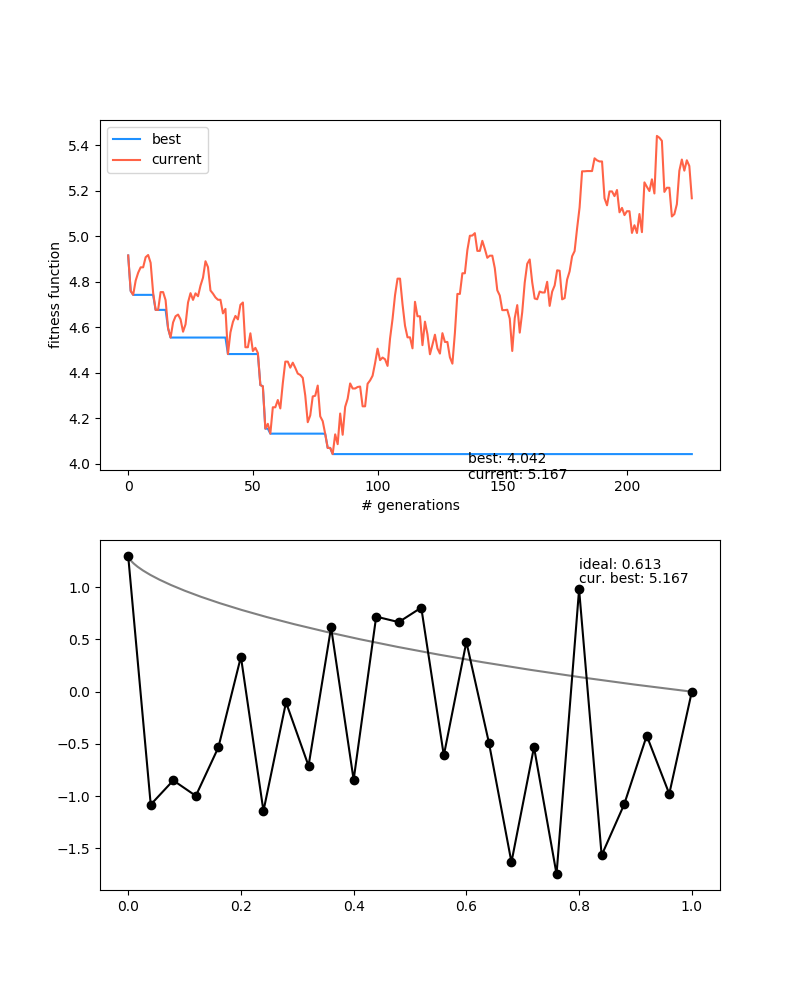 best
current
5.4
5.2
5.0
4.8
4.6
4.4
4.2
4.0
fitness function
best: 4.042
current: 5.167
0 50 100 150 200
# generations
ideal: 0.613
cur. best: 5.167
1.0
0.5
0.0
−0.5
−1.0
−1.5
0.0 0.2 0.4 0.6 0.8 1.0